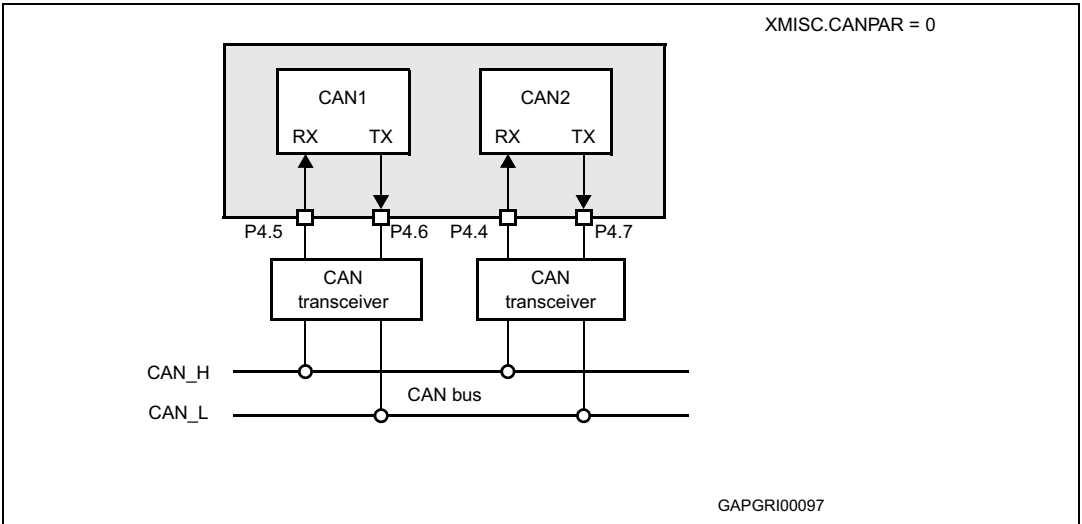 XMISC.CANPAR = 0
CAN1
CAN2
RX TX
RX TX
P4.5
P4.6
P4.4
P4.7
CAN
transceiver
CAN
transceiver
CAN_H
CAN bus
CAN_L
GAPGRI00097